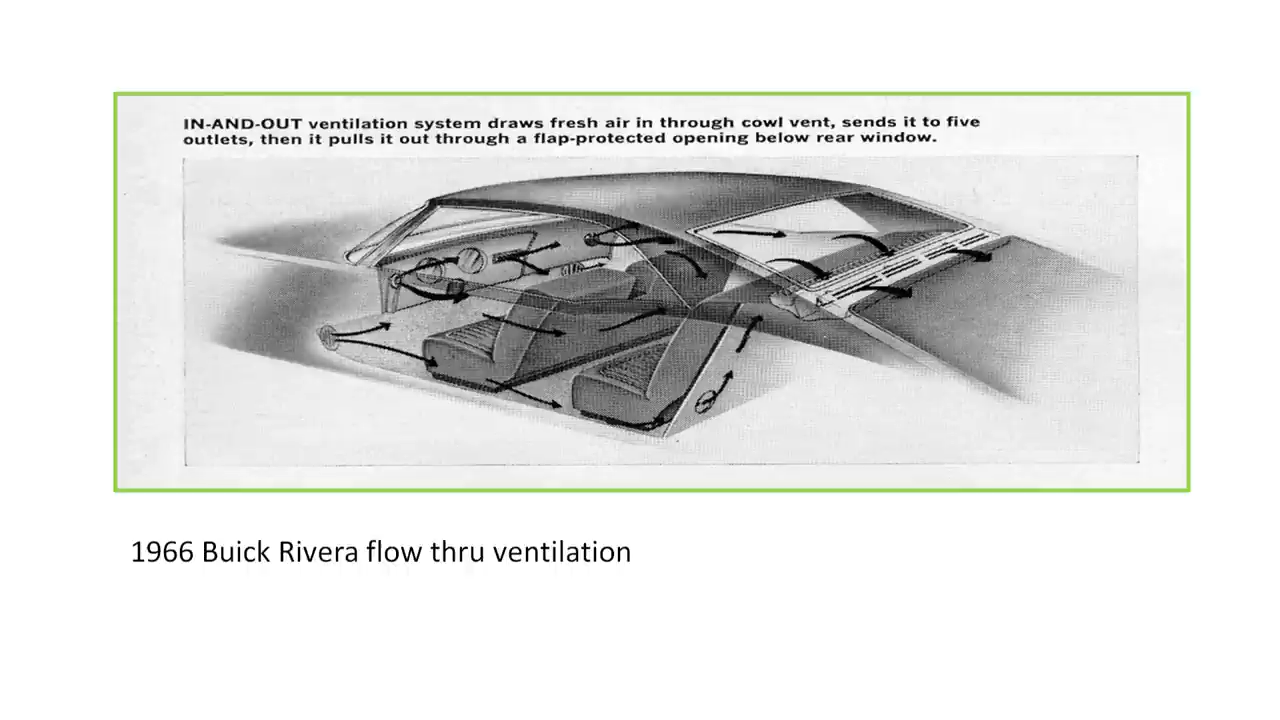 IN-AND-OUT ventilation system draws fresh air in through cowl vent, sends it to five
outlets, then it pulls it out through a flap-protected opening below rear window.
1966 Buick Rivera flow thru ventilation